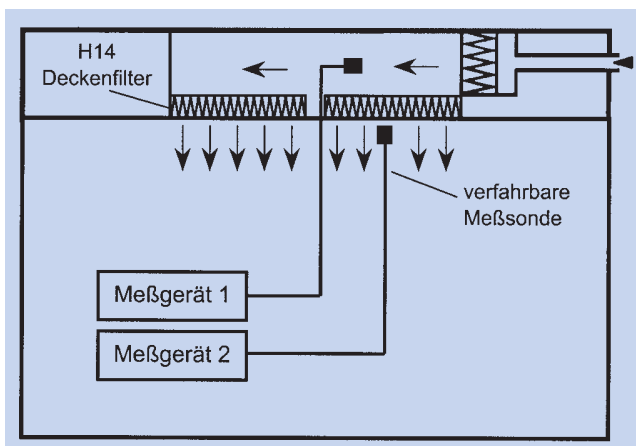 H14
Deckenfilter
verfahrbare
Meßsonde
Meßgerät 1
Meßgerät 2